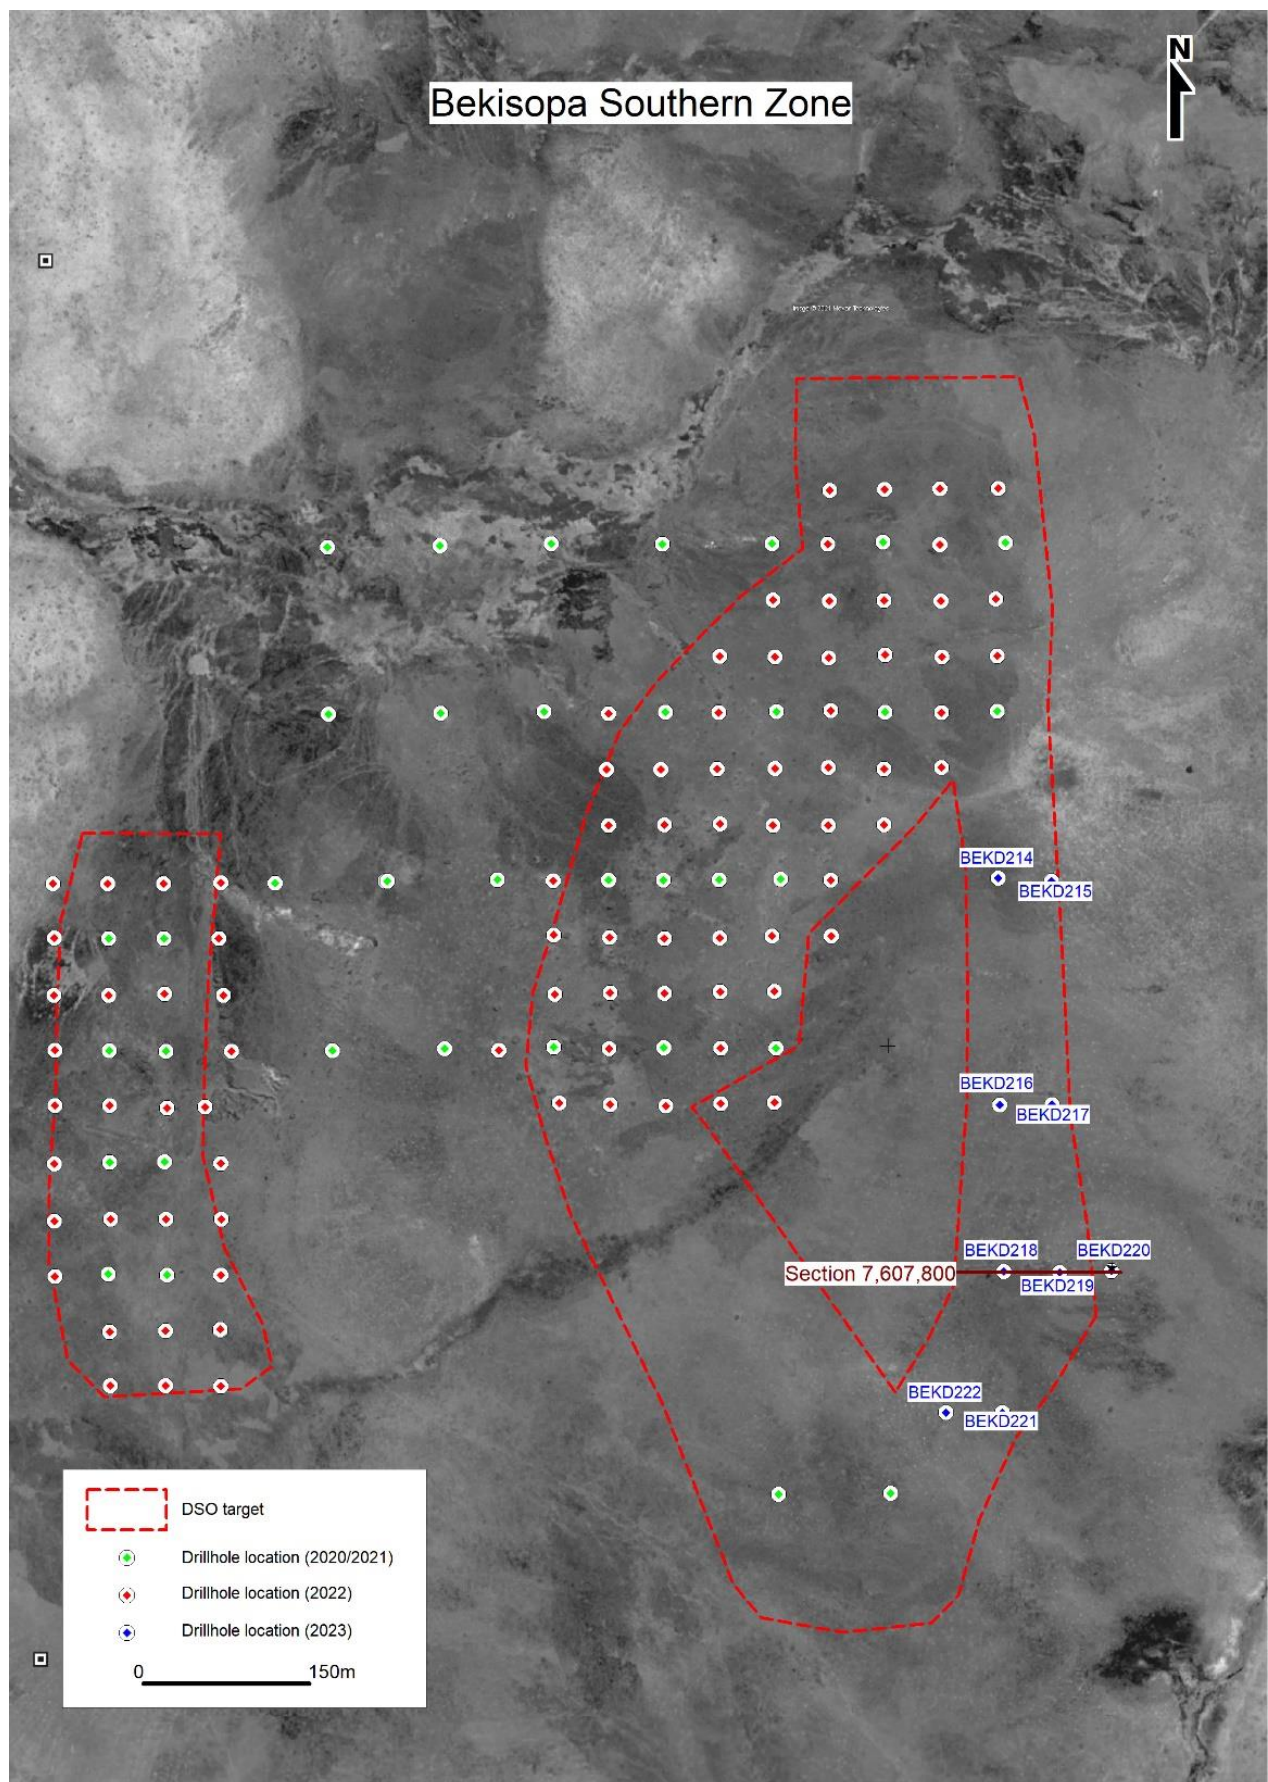 N
Bekisopa Southern Zone
BEKD214
BEKD215
BEKD216
BEKD217
BEKD218
BEKD220
Section 7,607,800
BEKD219
BEKD222
BEKD221
DSO target
Drillhole location (2020/2021)
Drillhole location (2022)
Drillhole location (2023)
0 150m